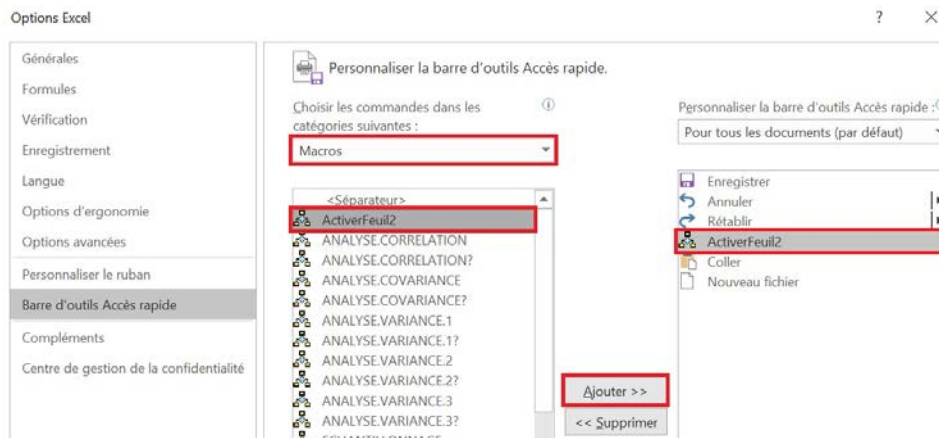 Options Excel
?
Générales
Formules
Vérification
Enregistrement
Langue
Options d'ergonomie
Options avancées
Personnaliser le ruban
Barre d'outils Accès rapide
Compléments
Centre de gestion de la confidentialité
Personnaliser la barre d'outils Accès rapide.
Choisir les commandes dans les
catégories suivantes :
Macros
<Séparateur>
ActiverFeuil2
ANALYSE.CORRELATION
ANALYSE.CORRELATION?
ANALYSE.COVARIANCE
ANALYSE.COVARIANCE?
ANALYSE.VARIANCE.1
ANALYSE.VARIANCE.1?
ANALYSE.VARIANCE.2
ANALYSE.VARIANCE.2?
ANALYSE.VARIANCE.3
ANALYSE.VARIANCE.3?
Ajouter >>
<< Supprimer
Personnaliser la barre d'outils Accès rapide :
Pour tous les documents (par défaut)
Enregistrer
Annuler
Rétablir
ActiverFeuil2
Coller
Nouveau fichier